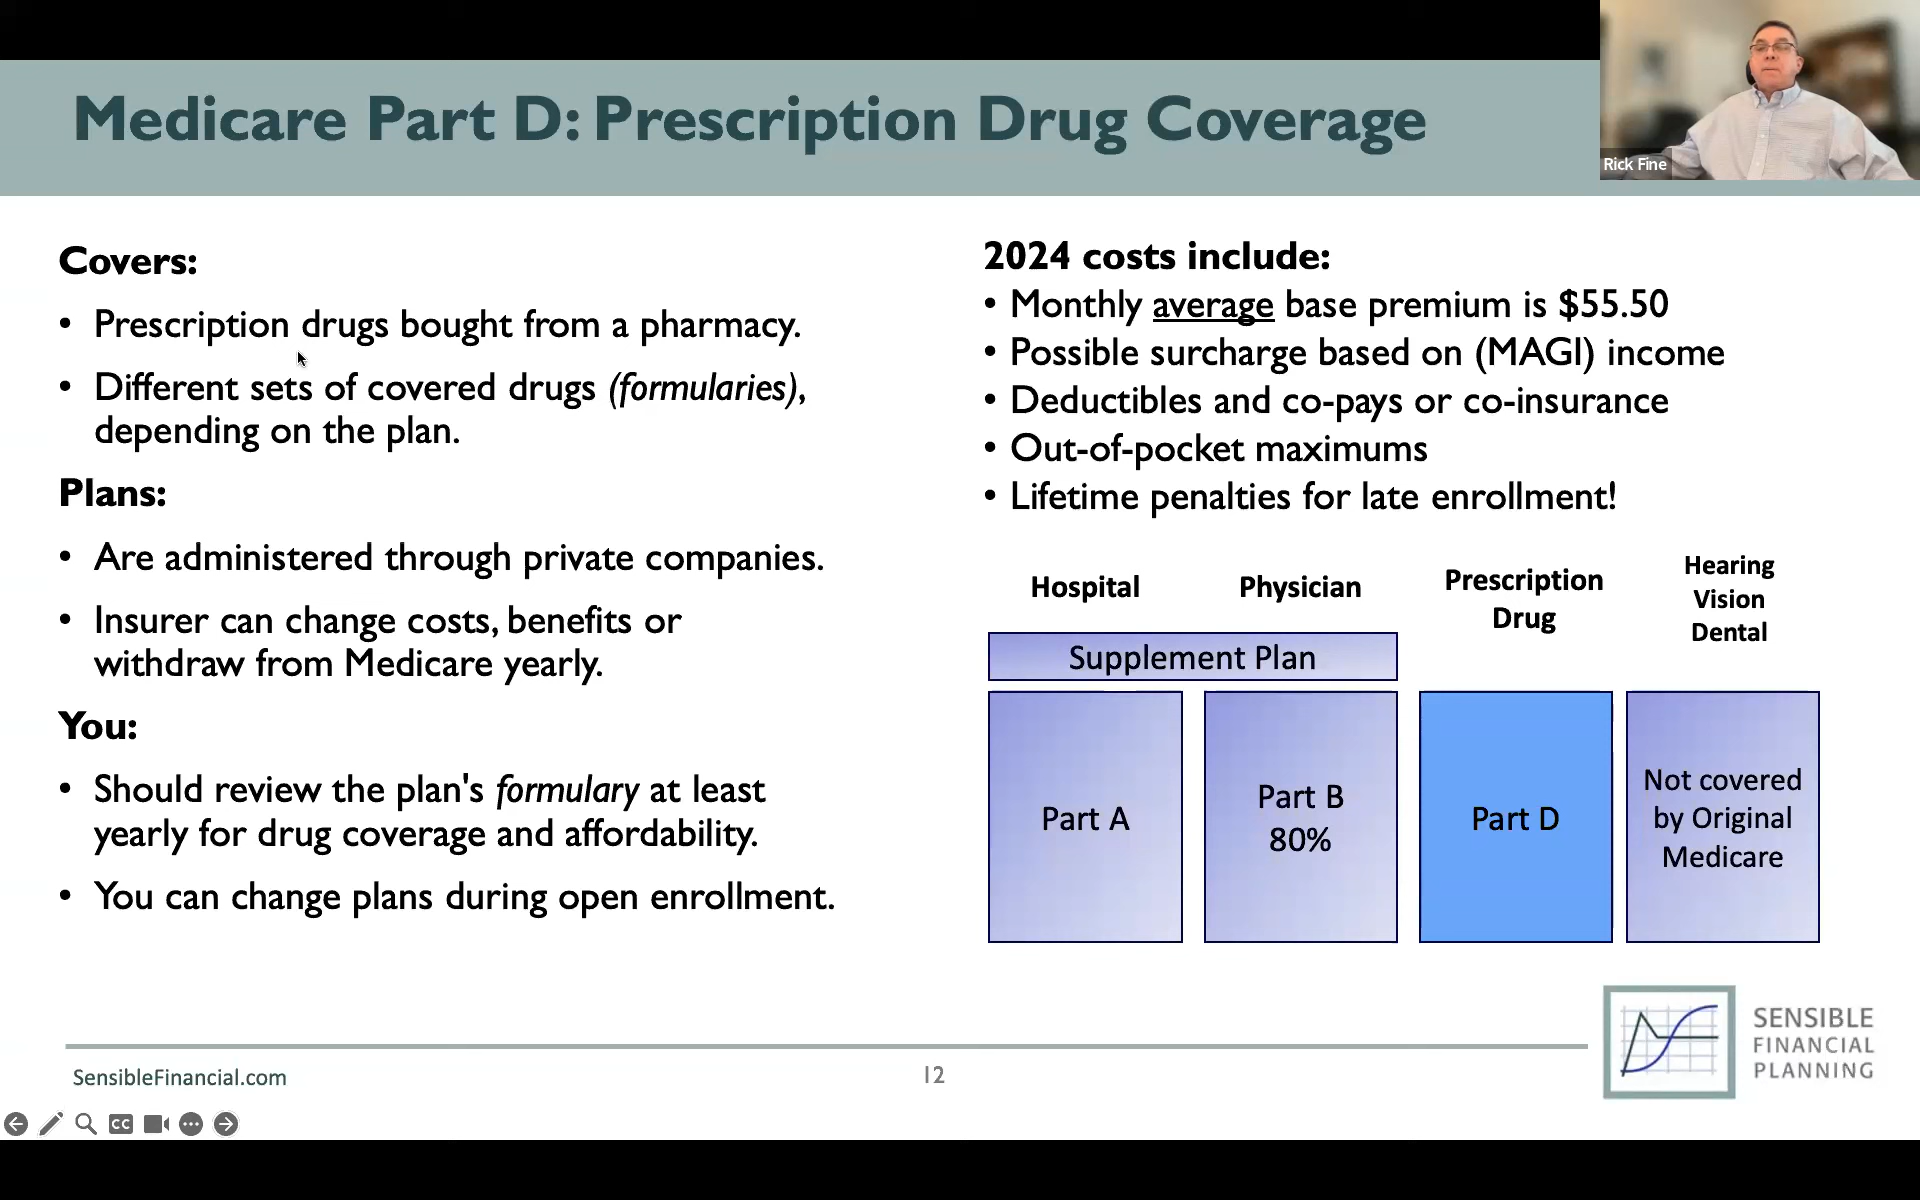 Medicare Part D: Prescription Drug Coverage
Rick Fine
Covers:
• Prescription drugs bought from a pharmacy.
• Different sets of covered drugs (formularies),
depending on the plan.
Plans:
• Are administered through private companies.
• Insurer can change costs, benefits or
withdraw from Medicare yearly.
You:
• Should review the plan's formulary at least
yearly for drug coverage and affordability.
• You can change plans during open enrollment.
2024 costs include:
• Monthly average base premium is $55.50
• Possible surcharge based on (MAGI) income
• Deductibles and co-pays or co-insurance
• Out-of-pocket maximums
• Lifetime penalties for late enrollment!
Hospital
Physician
Prescription
Drug
Hearing
Vision
Dental
Supplement Plan
Part A
Part B
80%
Part D
Not covered
by Original
Medicare
SensibleFinancial.com
12
SENSIBLE
FINANCIAL
PLANNING
CC